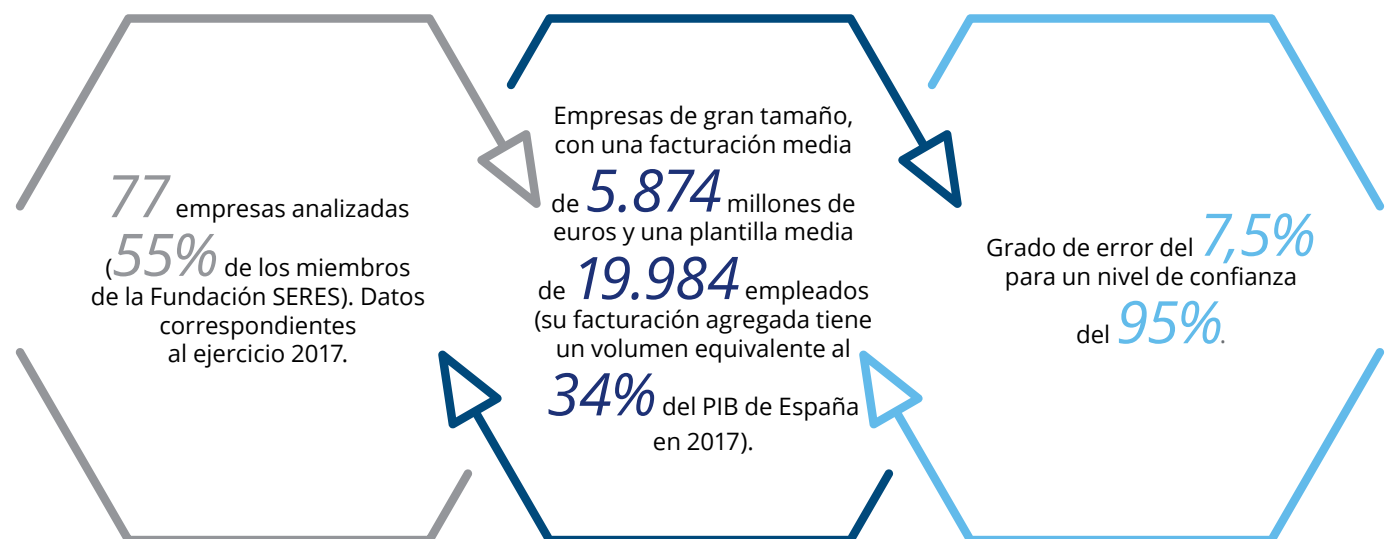 77 empresas analizadas
(55% de los miembros
de la Fundación SERES). Datos
correspondientes
al ejercicio 2017.
Empresas de gran tamaño,
con una facturación media
de 5.874 millones de
euros y una plantilla media
de 19.984 empleados
(su facturación agregada tiene
un volumen equivalente al
34% del PIB de España
en 2017).
Grado de error del 7,5%
para un nivel de confianza
del 95%.